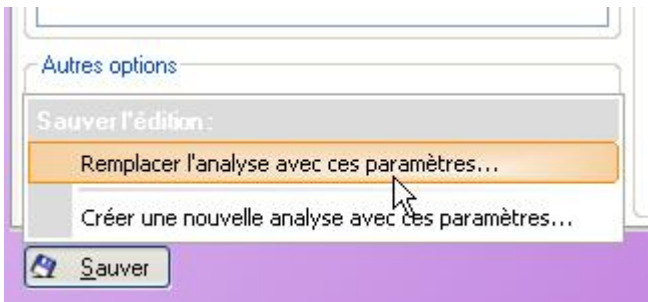 Autres options
Sauver l'édition :
Remplacer l'analyse avec ces paramètres...
Créer une nouvelle analyse avec ces paramètres...
Sauver